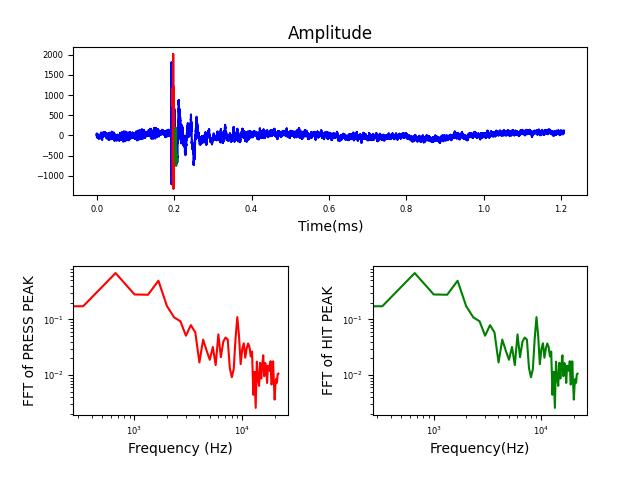 Amplitude
2000
1500
1000
500
0
−500
−1000
0.0 0.2 0.4 0.6 0.8 1.0 1.2
Time(ms)
FFT of PRESS PEAK
10⁻¹
10⁻²
10³ 10⁴
Frequency (Hz)
FFT of HIT PEAK
10⁻¹
10⁻²
10³ 10⁴
Frequency(Hz)